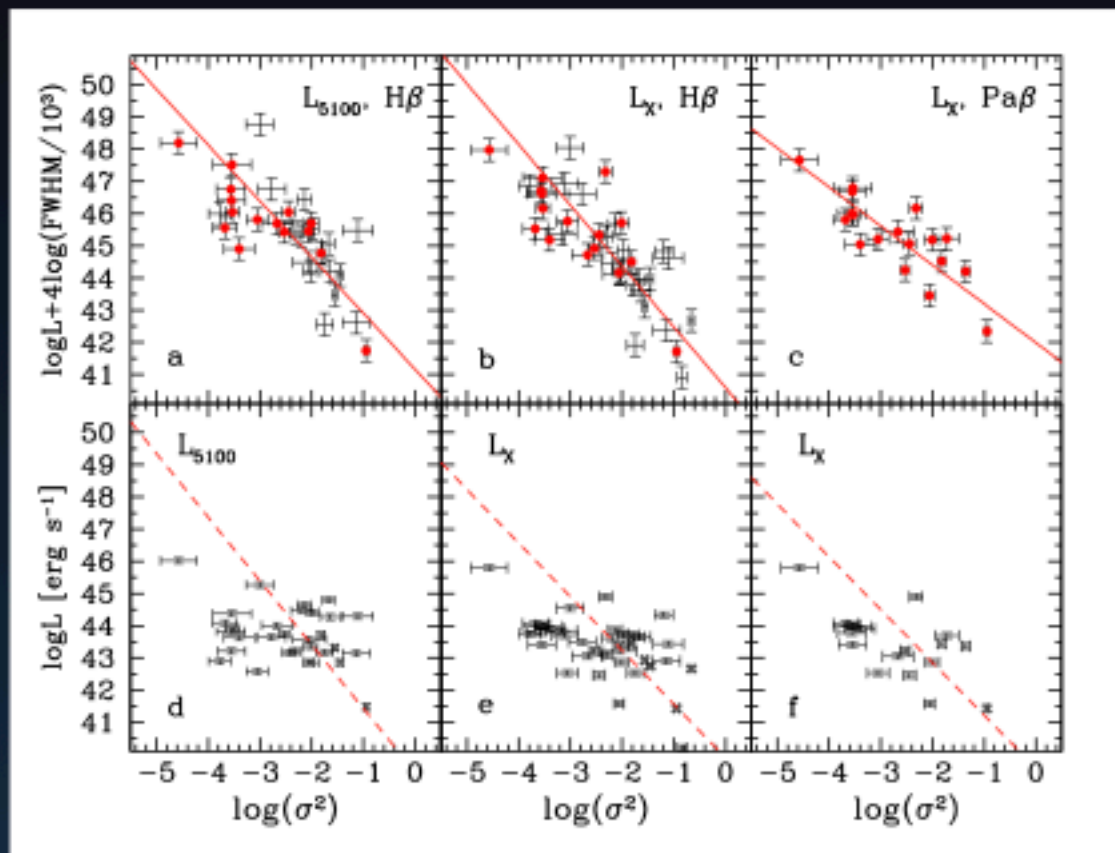 logL+4log(FWHM/10³)
50
49
48
47
46
45
44
43
42
41
L₅₁₀₀, Hβ
a
Lₓ, Hβ
b
Lₓ, Paβ
c
logL [erg s⁻¹]
50
49
48
47
46
45
44
43
42
41
L₅₁₀₀
d
Lₓ
e
Lₓ
f
−5 −4 −3 −2 −1 0 −5 −4 −3 −2 −1 0 −5 −4 −3 −2 −1 0
log(σ²) log(σ²) log(σ²)